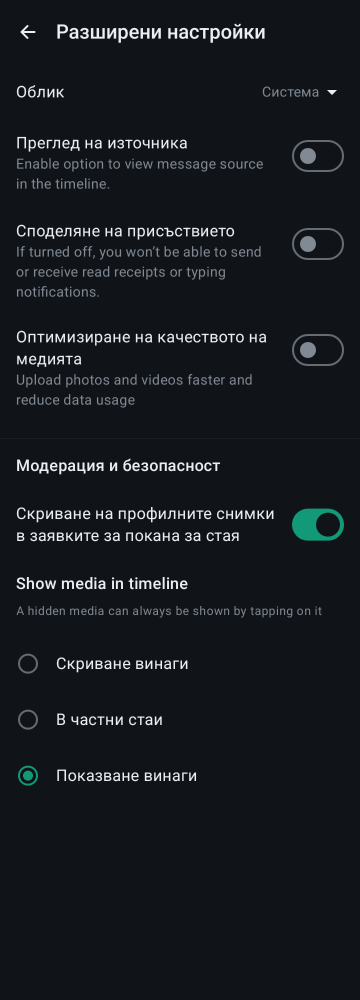 Разширени настройки
Облик
Система
Преглед на източника
Enable option to view message source
in the timeline.
Споделяне на присъствието
If turned off, you won't be able to send
or receive read receipts or typing
notifications.
Оптимизиране на качеството на
медията
Upload photos and videos faster and
reduce data usage
Модерация и безопасност
Скриване на профилните снимки
в заявките за покана за стая
Show media in timeline
A hidden media can always be shown by tapping on it
Скриване винаги
В частни стаи
Показване винаги